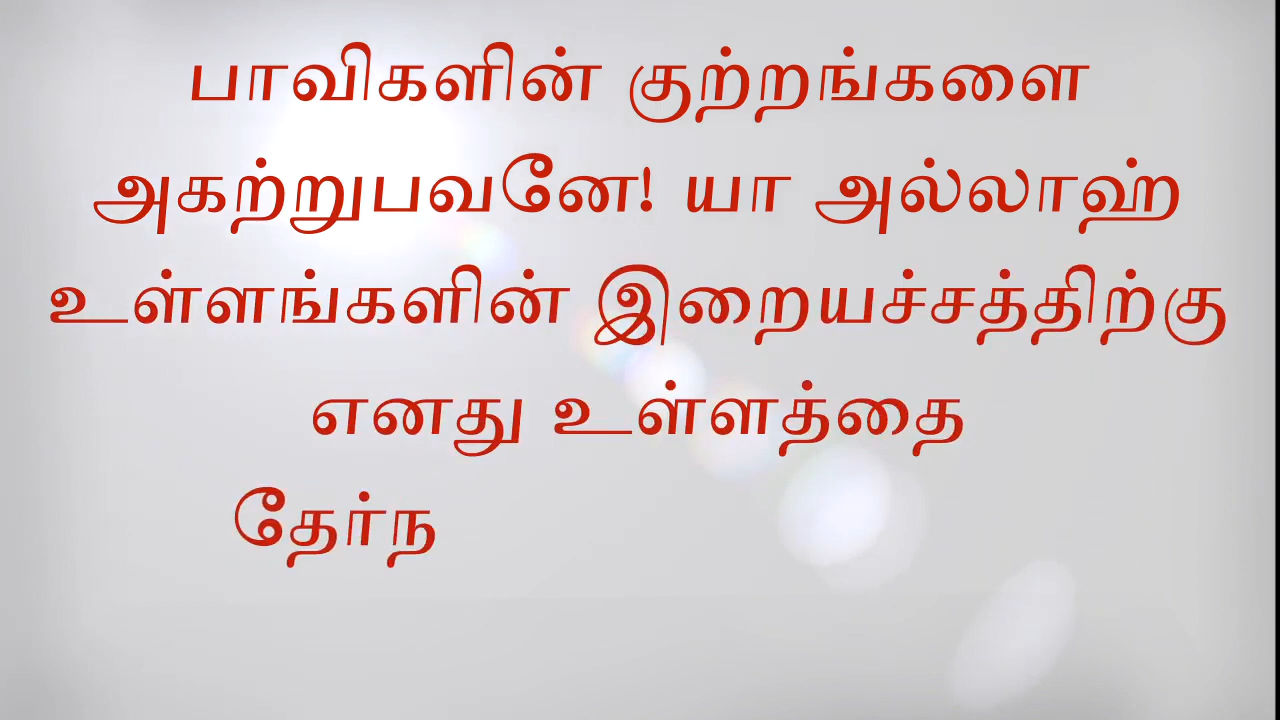 பாவிகளின் குற்றங்களை
அகற்றுபவனே! யா அல்லாஹ்
உள்ளங்களின் இறையச்சத்திற்கு
எனது உள்ளத்தை
தேர்ந